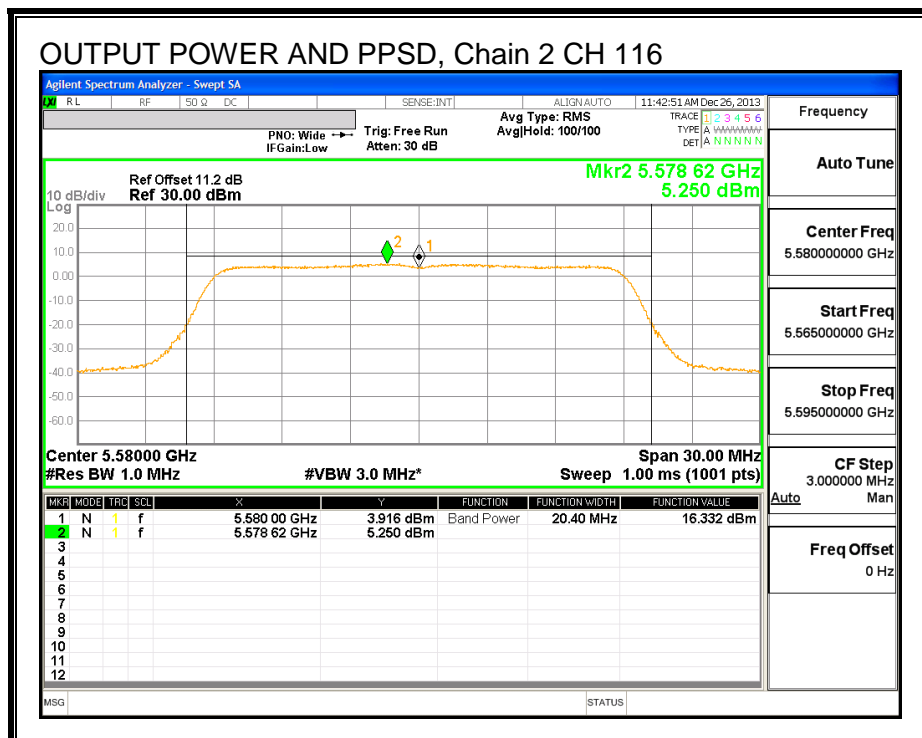 OUTPUT POWER AND PPSD, Chain 2 CH 116
Agilent Spectrum Analyzer - Swept SA
LXI RL RF 50 Ω DC SENSE:INT ALIGN AUTO 11:42:51 AM Dec 26, 2013
PNO: Wide Trig: Free Run Avg Type: RMS TRACE 1 2 3 4 5 6
IFGain:Low Atten: 30 dB Avg|Hold: 100/100 TYPE A WWWWW
DET A N N N N N
Frequency
Auto Tune
Center Freq
5.580000000 GHz
Start Freq
5.565000000 GHz
Stop Freq
5.595000000 GHz
CF Step
3.000000 MHz
Auto Man
Freq Offset
0 Hz
Mkr2 5.578 62 GHz
5.250 dBm
Ref Offset 11.2 dB
10 dB/div Ref 30.00 dBm
Log
20.0
10.0
0.00
-10.0
-20.0
-30.0
-40.0
-50.0
-60.0
2
1
Center 5.58000 GHz Span 30.00 MHz
#Res BW 1.0 MHz #VBW 3.0 MHz* Sweep 1.00 ms (1001 pts)
MKR MODE TRC SCL X Y FUNCTION FUNCTION WIDTH FUNCTION VALUE
1 N 1 f 5.580 00 GHz 3.916 dBm Band Power 20.40 MHz 16.332 dBm
2 N 1 f 5.578 62 GHz 5.250 dBm
3
4
5
6
7
8
9
10
11
12
MSG STATUS